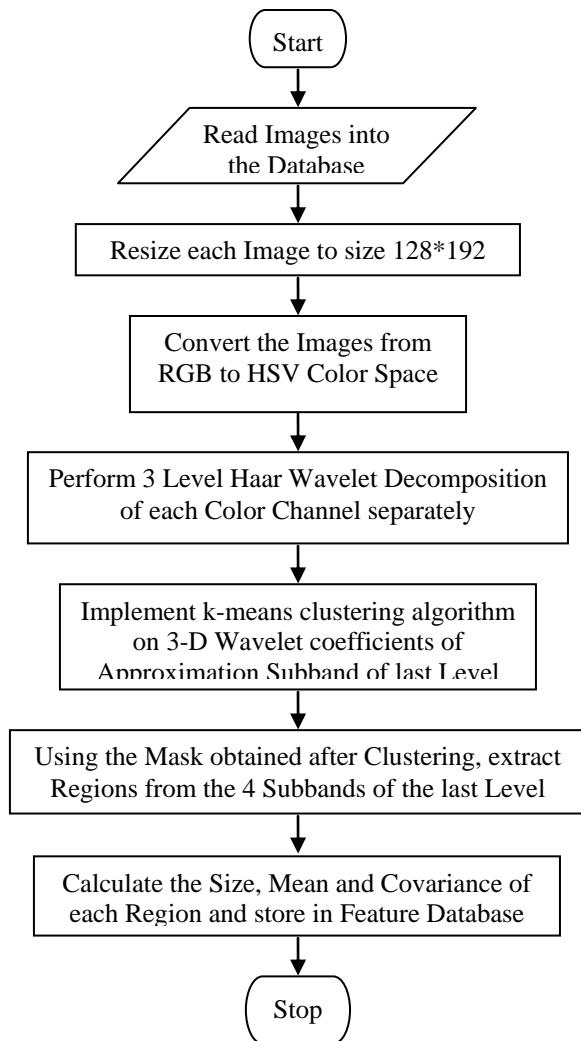 Start
Read Images into
the Database
Resize each Image to size 128*192
Convert the Images from
RGB to HSV Color Space
Perform 3 Level Haar Wavelet Decomposition
of each Color Channel separately
Implement k-means clustering algorithm
on 3-D Wavelet coefficients of
Approximation Subband of last Level
Using the Mask obtained after Clustering, extract
Regions from the 4 Subbands of the last Level
Calculate the Size, Mean and Covariance of
each Region and store in Feature Database
Stop